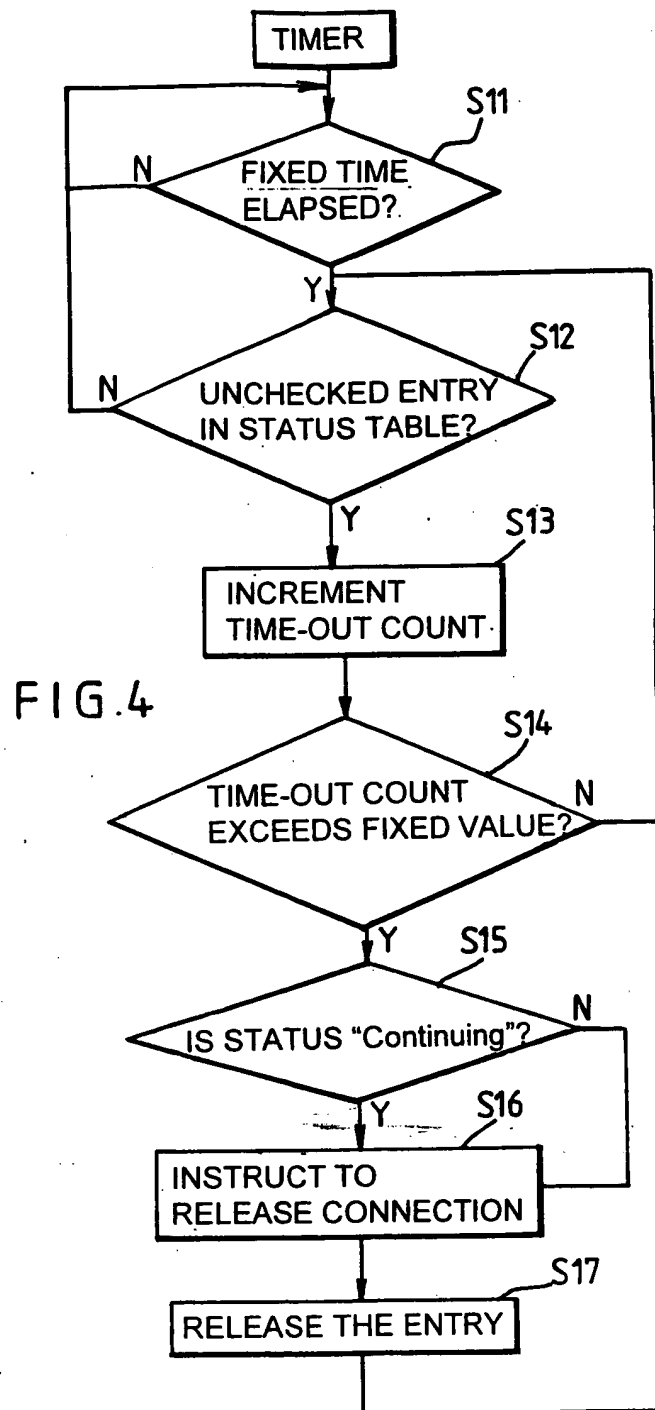 TIMER
S11
N
FIXED TIME
ELAPSED?
Y
S12
N
UNCHECKED ENTRY
IN STATUS TABLE?
Y
S13
INCREMENT
TIME-OUT COUNT
FIG.4
S14
TIME-OUT COUNT
EXCEEDS FIXED VALUE?
N
Y
S15
N
IS STATUS “Continuing”?
Y
S16
INSTRUCT TO
RELEASE CONNECTION
S17
RELEASE THE ENTRY